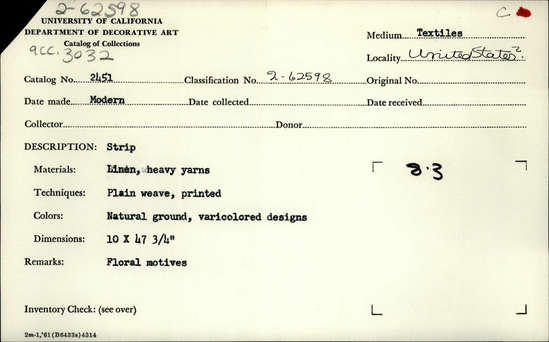 2-62598
C
UNIVERSITY OF CALIFORNIA
DEPARTMENT OF DECORATIVE ART
Catalog of Collections
acc. 3032
Medium Textiles
Locality United States?
Catalog No. 2451 Classification No. 2-62598 Original No.
Date made Modern Date collected Date received
Collector Donor
DESCRIPTION: Strip
Materials: Linen, heavy yarns
8.3
Techniques: Plain weave, printed
Colors: Natural ground, varicolored designs
Dimensions: 10 X 47 3/4"
Remarks: Floral motives
Inventory Check: (see over)
2m-1,'61(B6433s)4314